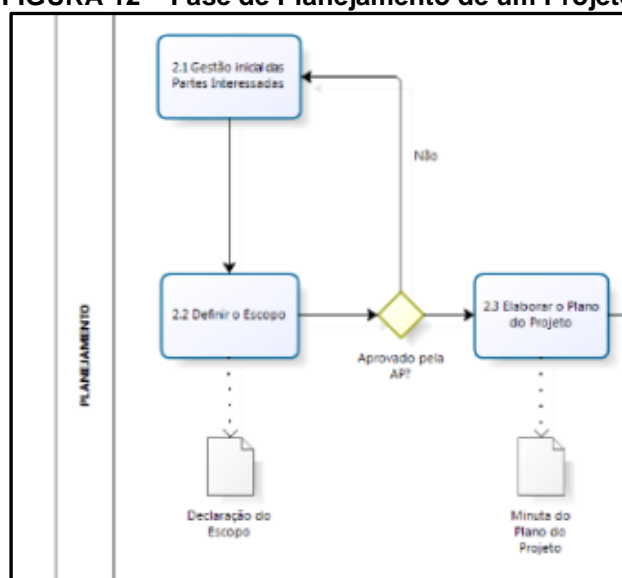 FIGURA 12 – Fase de Planejamento de um Projeto
2.1 Gestão inicial das
Partes Interessadas
Não
PLANEJAMENTO
2.2 Definir o Escopo
2.3 Elaborar o Plano
do Projeto
Aprovado pela
AP?
Declaração do
Escopo
Minuta do
Plano do
Projeto